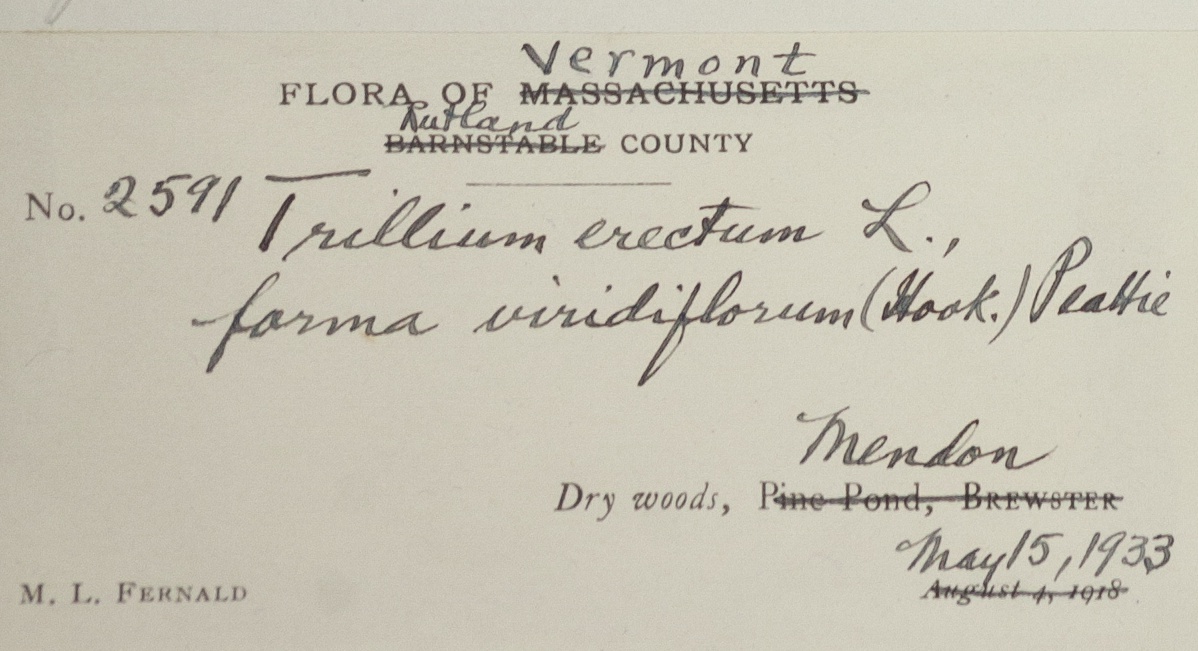 Vermont
FLORA OF MASSACHUSETTS
Rutland
BARNSTABLE COUNTY
No. 2591 Trillium erectum L.,
forma viridiflorum (Hook.) Peattie
Mendon
Dry woods, Pine Pond, BREWSTER
May 15, 1933
August 4, 1918
M. L. FERNALD